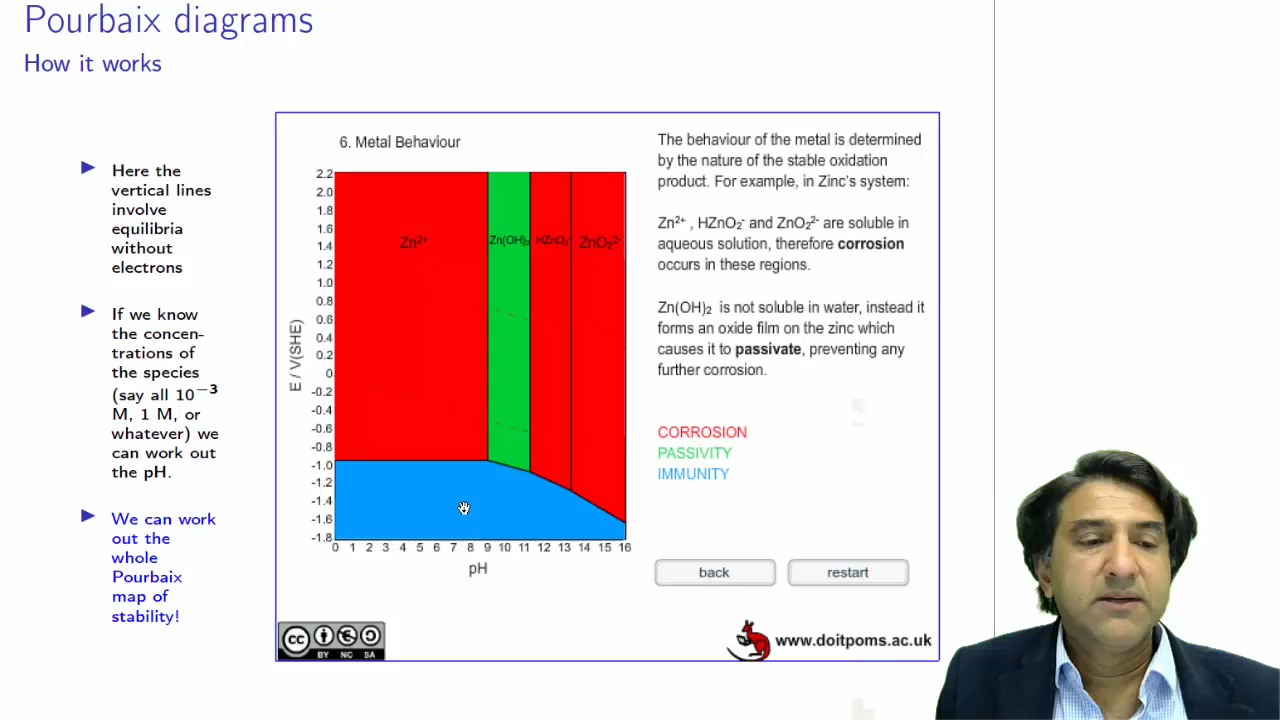 Pourbaix diagrams
How it works
▶ Here the
vertical lines
involve
equilibria
without
electrons
▶ If we know
the concen-
trations of
the species
(say all 10⁻³
M, 1 M, or
whatever) we
can work out
the pH.
▶ We can work
out the
whole
Pourbaix
map of
stability!
6. Metal Behaviour
2.2
2.0
1.8
1.6
1.4
1.2
1.0
0.8
0.6
0.4
0.2
0
-0.2
-0.4
-0.6
-0.8
-1.0
-1.2
-1.4
-1.6
-1.8
E / V(SHE)
Zn²⁺ Zn(OH)₂ HZnO₂⁻ ZnO₂²⁻
0 1 2 3 4 5 6 7 8 9 10 11 12 13 14 15 16
pH
The behaviour of the metal is determined
by the nature of the stable oxidation
product. For example, in Zinc's system:
Zn²⁺ , HZnO₂⁻ and ZnO₂²⁻ are soluble in
aqueous solution, therefore corrosion
occurs in these regions.
Zn(OH)₂ is not soluble in water, instead it
forms an oxide film on the zinc which
causes it to passivate, preventing any
further corrosion.
CORROSION
PASSIVITY
IMMUNITY
back restart
cc BY NC SA
www.doitpoms.ac.uk